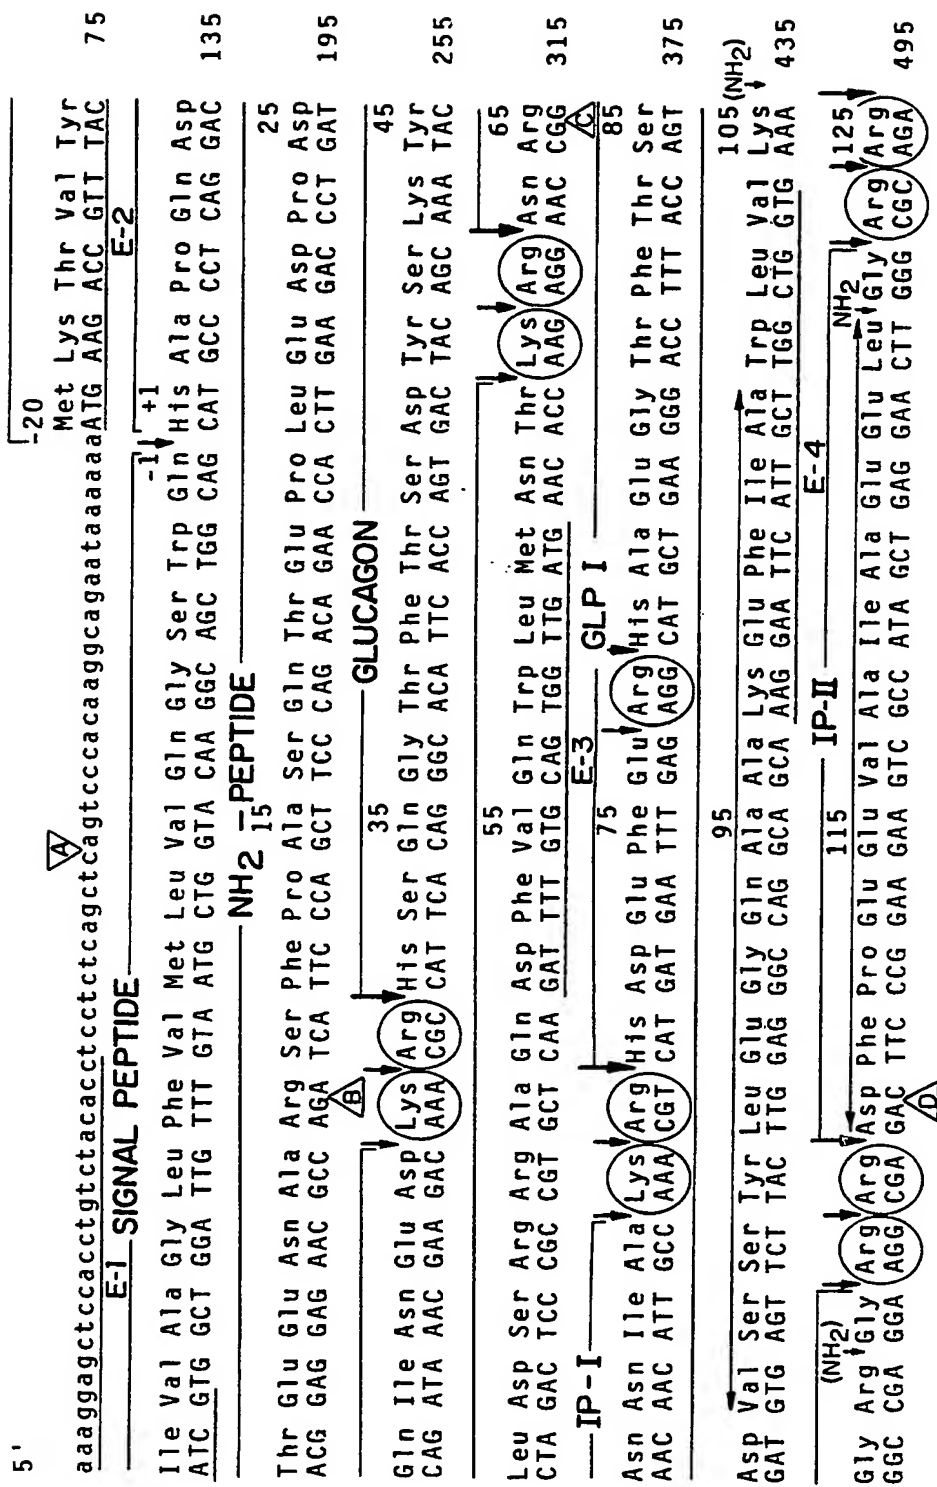 5'
A
-20
Met Lys Thr Val Tyr
aaaggagctcccacctgtctacacctcctctcagctcagtcccacaaggcagaataaaaaaATG AAG ACC GTT TAC 75
E-1 SIGNAL PEPTIDE E-2
-1 +1
Ile Val Ala Gly Leu Phe Val Met Leu Val Gln Gly Ser Trp Gln His Ala Pro Gln Asp
ATC GTG GCT GGA TTG TTT GTA ATG CTG GTA CAA GGC AGC TGG CAG CAT GCC CCT CAG GAC 135
NH2 -PEPTIDE
15 25
Thr Glu Glu Asn Ala Arg Ser Phe Pro Ala Ser Gln Thr Glu Pro Leu Glu Asp Pro Asp
ACG GAG GAG AAC GCC AGA TCA TTC CCA GCT TCC CAG ACA GAA CCA CTT GAA GAC CCT GAT 195
B
GLUCAGON
35 45
Gln Ile Asn Glu Asp Lys Arg His Ser Gln Gly Thr Phe Thr Ser Asp Tyr Ser Lys Tyr
CAG ATA AAC GAA GAC AAA CGC CAT TCA CAG GGC ACA TTC ACC AGT GAC TAC AGC AAA TAC 255
55 65
Leu Asp Ser Arg Arg Ala Gln Asp Phe Val Gln Trp Leu Met Asn Thr Lys Arg Asn Arg
CTA GAC TCC CGC CGT GCT CAA GAT TTT GTG CAG TGG TTG ATG AAC ACC AAG AGG AAC CGG 315
C
IP-I E-3 GLP I
75 85
Asn Asn Ile Ala Lys Arg His Asp Glu Phe Glu Arg His Ala Glu Gly Thr Phe Thr Ser
AAC AAC ATT GCC AAA CGT CAT GAT GAA TTT GAG AGG CAT GCT GAA GGG ACC TTT ACC AGT 375
95 105 (NH2)
Asp Val Ser Ser Tyr Leu Glu Gly Gln Ala Ala Lys Glu Phe Ile Ala Trp Leu Val Lys
GAT GTG AGT TCT TAC TTG GAG GGC CAG GCA GCA AAG GAA TTC ATT GCT TGG CTG GTG AAA 435
IP-II E-4
(NH2) 115 NH2 125
Gly Arg Gly Arg Arg Asp Phe Pro Glu Glu Val Ala Ile Ala Glu Glu Leu Gly Arg Arg
GGC CGA GGA AGG CGA GAC TTC CCG GAA GAA GTC GCC ATA GCT GAG GAA CTT GGG CGC AGA 495
D